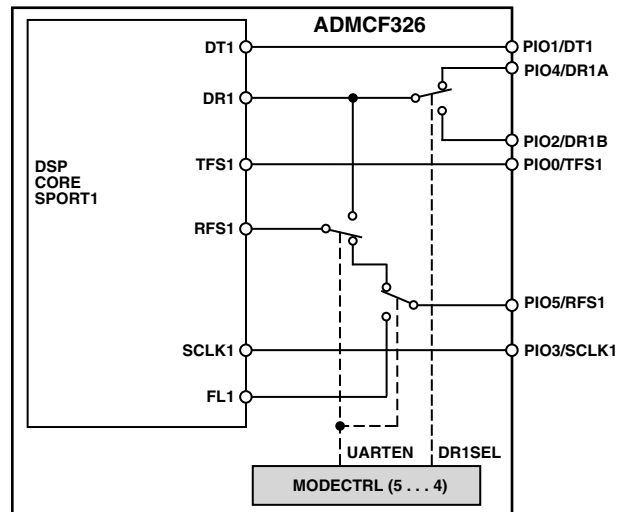 ADMCF326
DT1
PIO1/DT1
PIO4/DR1A
DR1
PIO2/DR1B
DSP
CORE
SPORT1
TFS1
PIO0/TFS1
RFS1
PIO5/RFS1
SCLK1
PIO3/SCLK1
FL1
UARTEN
DR1SEL
MODECTRL (5 . . . 4)